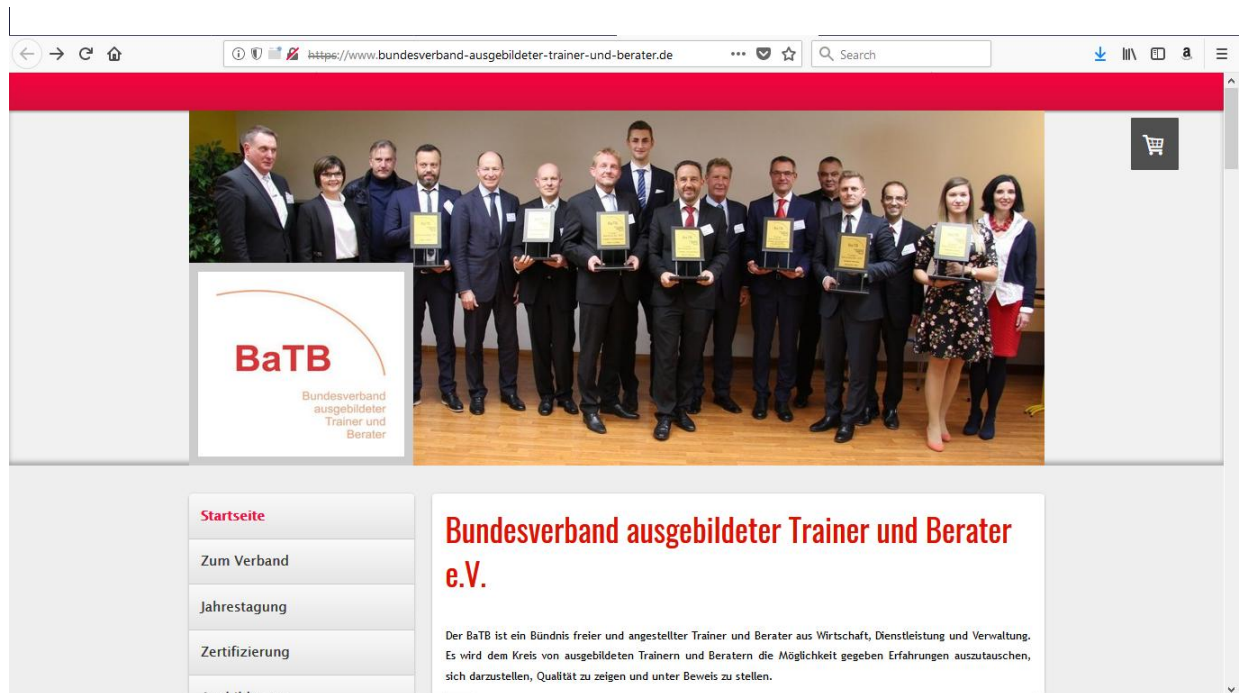 https://www.bundesverband-ausgebildeter-trainer-und-berater.de
Search
BaTB
Bundesverband
ausgebildeter
Trainer und
Berater
Startseite
Zum Verband
Jahrestagung
Zertifizierung
Bundesverband ausgebildeter Trainer und Berater
e.V.
Der BaTB ist ein Bündnis freier und angestellter Trainer und Berater aus Wirtschaft, Dienstleistung und Verwaltung.
Es wird dem Kreis von ausgebildeten Trainern und Beratern die Möglichkeit gegeben Erfahrungen auszutauschen,
sich darzustellen, Qualität zu zeigen und unter Beweis zu stellen.